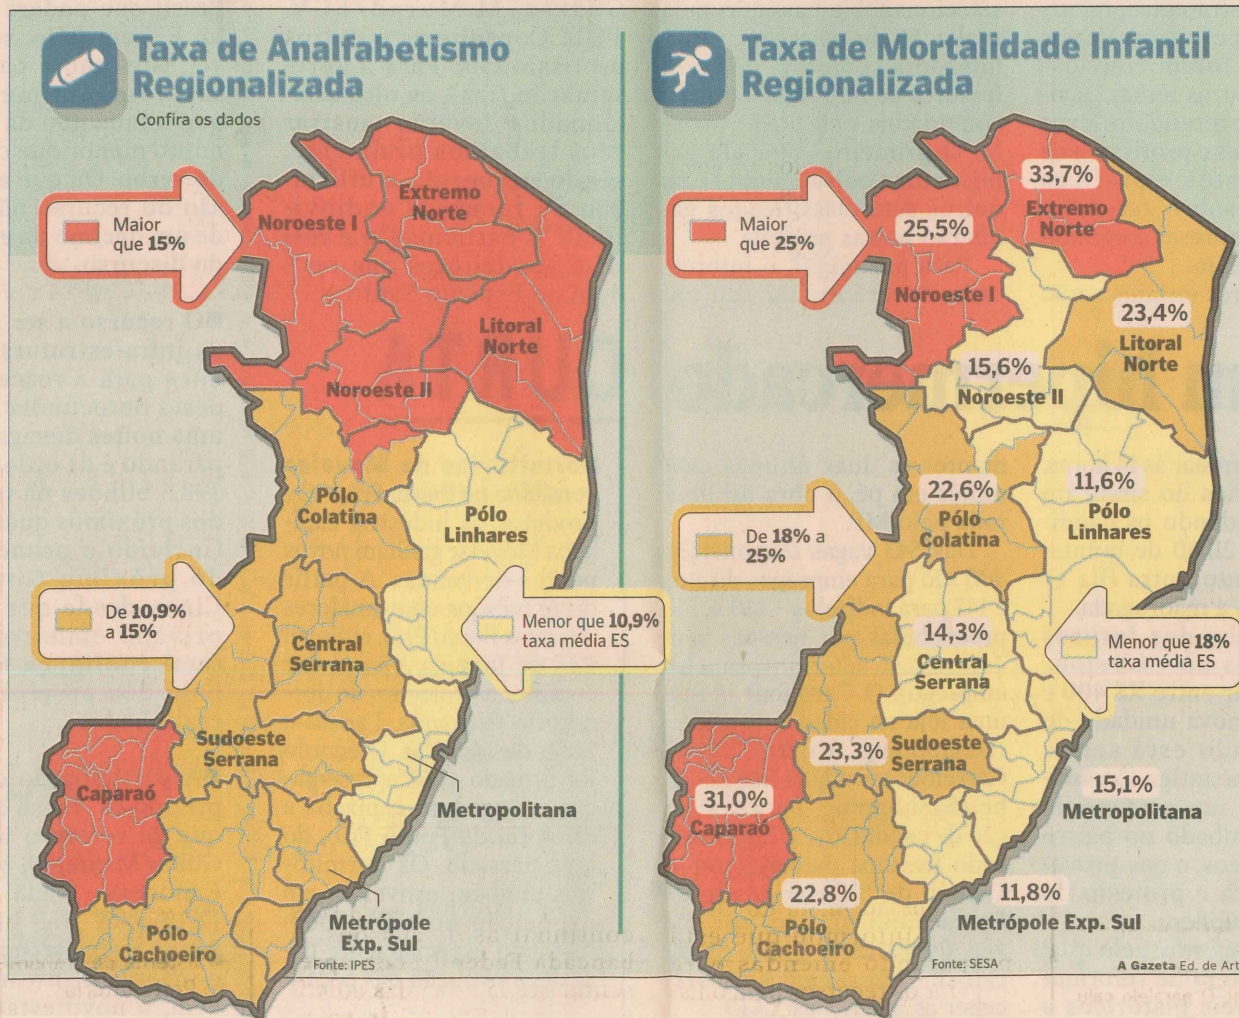 Taxa de Analfabetismo
Regionalizada
Confira os dados
Maior
que 15%
Noroeste I
Extremo
Norte
Litoral
Norte
Noroeste II
Pólo
Colatina
Pólo
Linhares
De 10,9%
a 15%
Menor que 10,9%
taxa média ES
Central
Serrana
Sudoeste
Serrana
Caparaó
Metropolitana
Metrópole
Exp. Sul
Pólo
Cachoeiro
Fonte: IPES
Taxa de Mortalidade Infantil
Regionalizada
Maior
que 25%
33,7%
Extremo
Norte
25,5%
Noroeste I
23,4%
Litoral
Norte
15,6%
Noroeste II
22,6%
Pólo
Colatina
11,6%
Pólo
Linhares
De 18% a
25%
14,3%
Central
Serrana
Menor que 18%
taxa média ES
23,3%
Sudoeste
Serrana
31,0%
Caparaó
15,1%
Metropolitana
22,8%
Pólo
Cachoeiro
11,8%
Metrópole Exp. Sul
Fonte: SESA
A Gazeta Ed. de Art